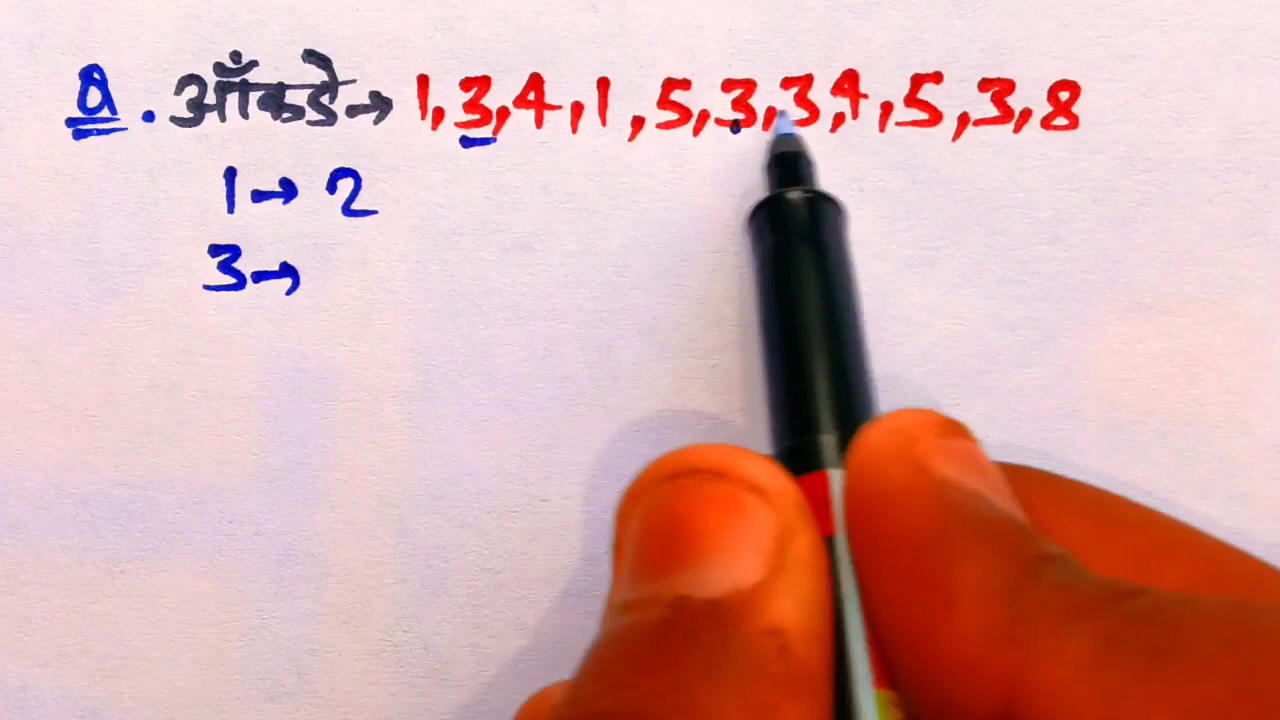 Q. आँकडे → 1, 3, 4, 1, 5, 3, 3, 4, 5, 3, 8
1 → 2
3 →